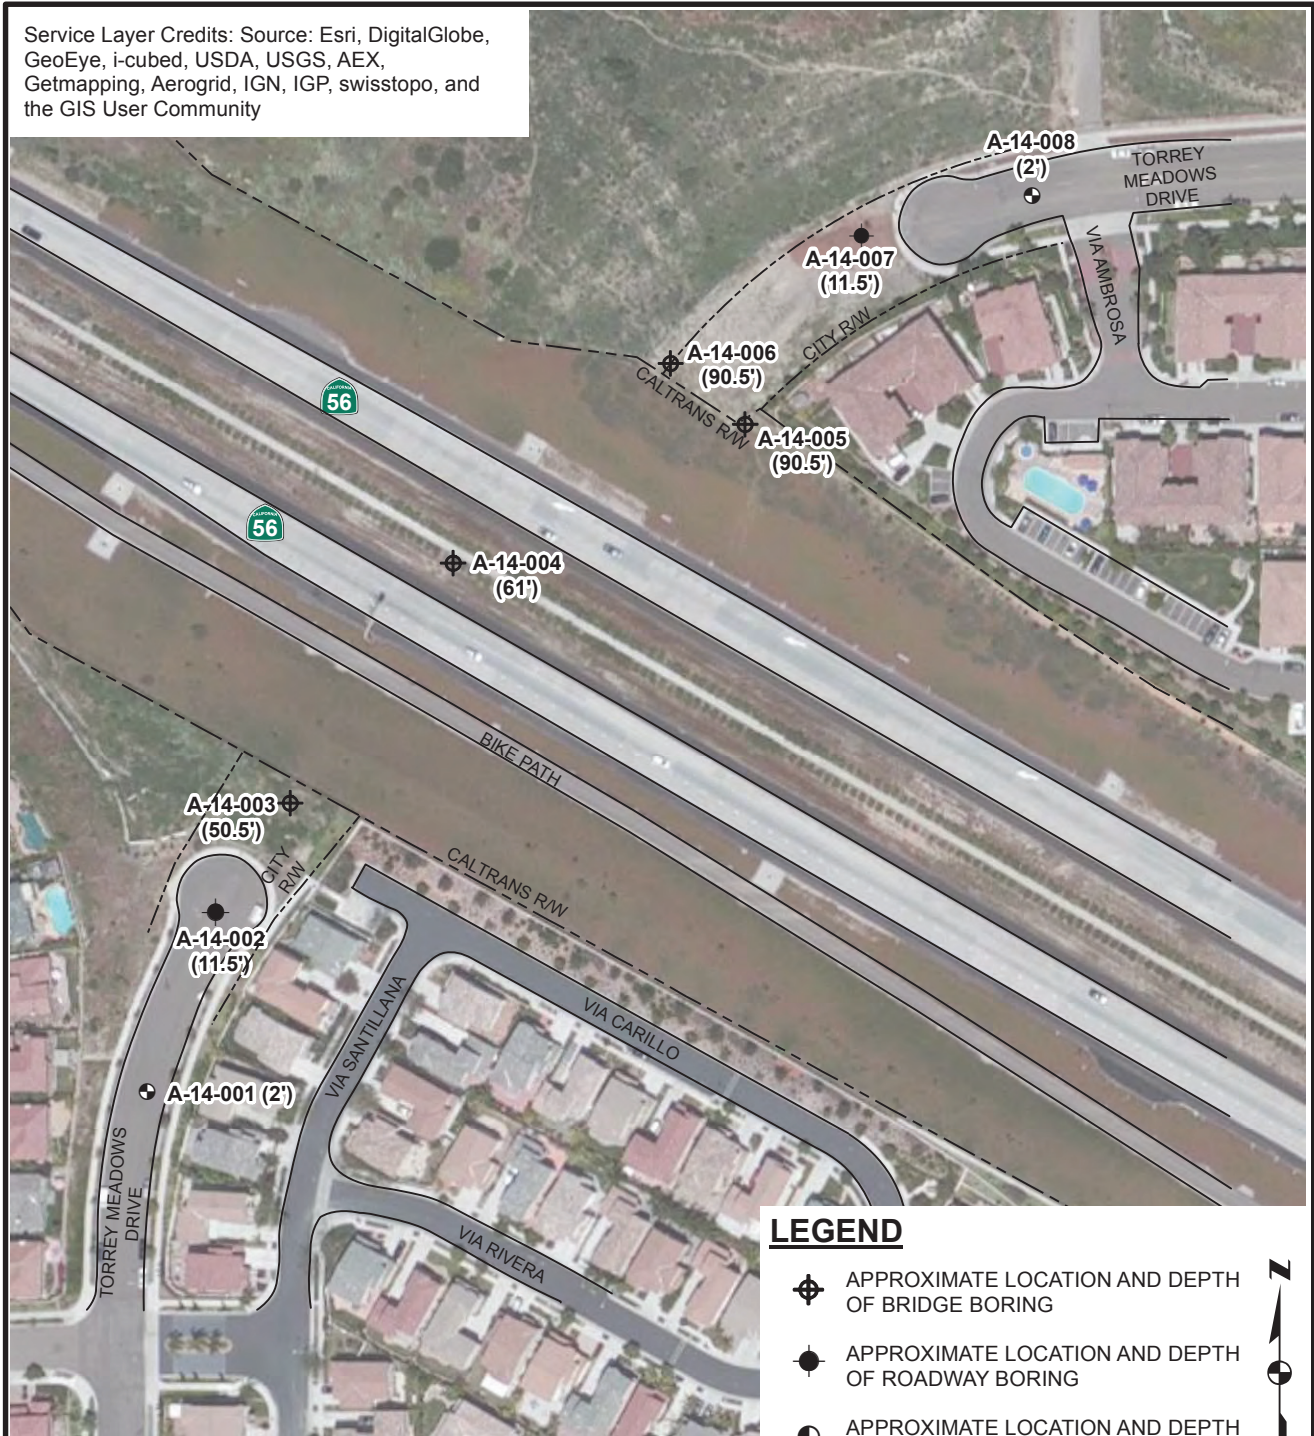 Service Layer Credits: Source: Esri, DigitalGlobe,
GeoEye, i-cubed, USDA, USGS, AEX,
Getmapping, Aerogrid, IGN, IGP, swisstopo, and
the GIS User Community
A-14-008
(2')
TORREY
MEADOWS
DRIVE
A-14-007
(11.5')
VIA AMBROSA
CITY R/W
A-14-006
(90.5')
CALTRANS R/W
A-14-005
(90.5')
CALIFORNIA
56
CALIFORNIA
56
A-14-004
(61')
BIKE PATH
A-14-003
(50.5')
CITY
R/W
CALTRANS R/W
A-14-002
(11.5')
VIA SANTILLANA
VIA CARILLO
A-14-001 (2')
TORREY MEADOWS
DRIVE
VIA RIVERA
LEGEND
APPROXIMATE LOCATION AND DEPTH
OF BRIDGE BORING
APPROXIMATE LOCATION AND DEPTH
OF ROADWAY BORING
APPROXIMATE LOCATION AND DEPTH
N